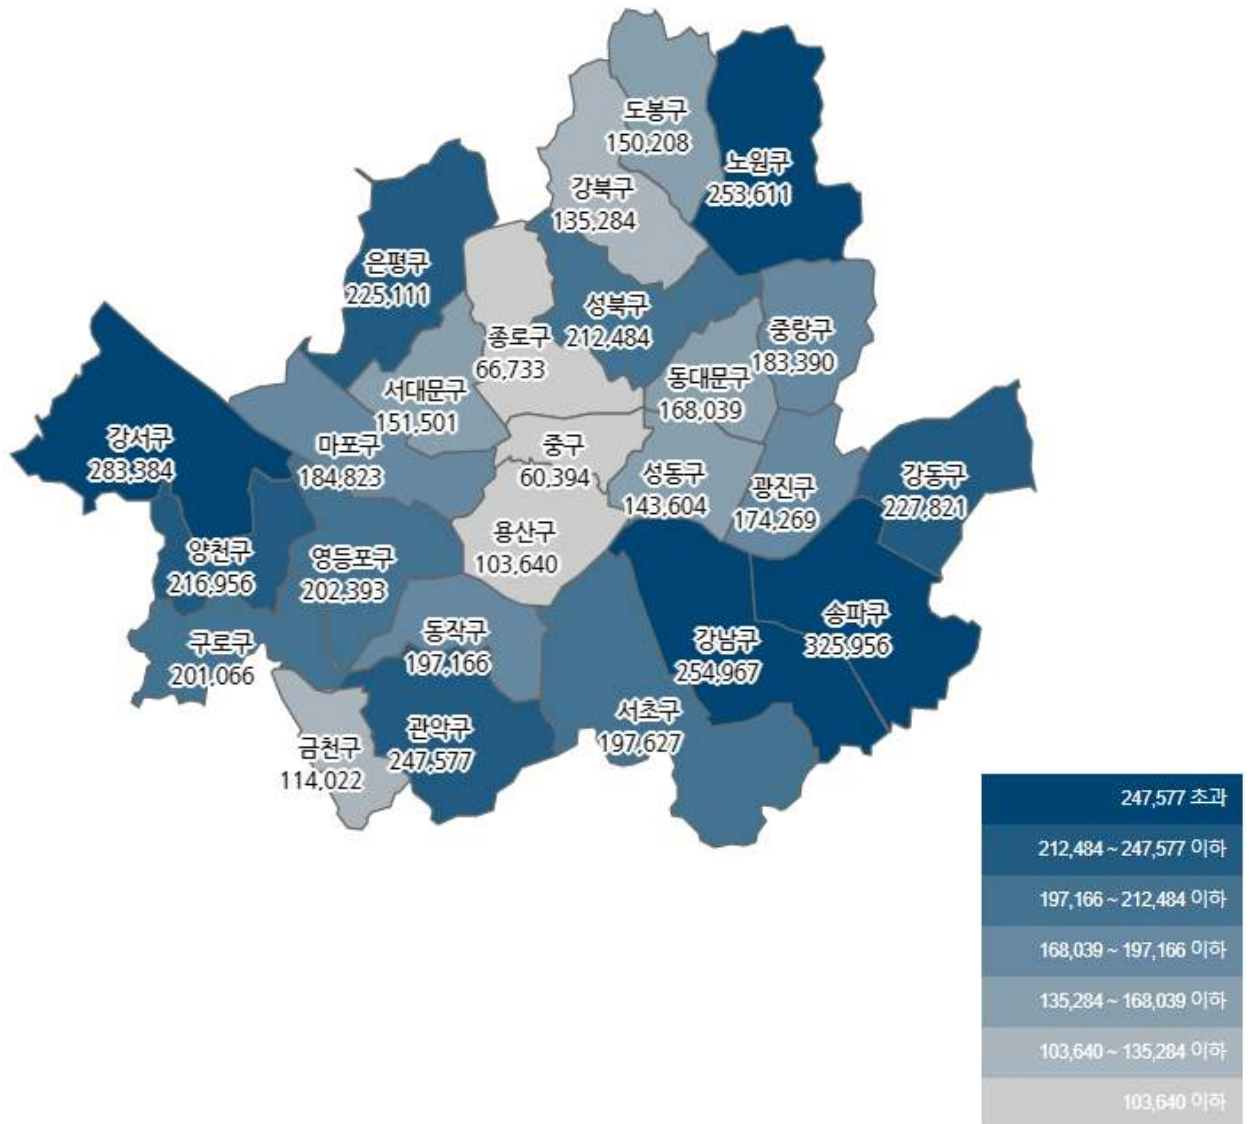 도봉구
150,208
노원구
253,611
강북구
135,284
은평구
225,111
성북구
212,484
종로구
66,733
중랑구
183,390
동대문구
168,039
서대문구
151,501
강서구
283,384
마포구
184,823
중구
60,394
성동구
143,604
광진구
174,269
강동구
227,821
양천구
216,956
영등포구
202,393
용산구
103,640
구로구
201,066
동작구
197,166
강남구
254,967
송파구
325,956
금천구
114,022
관악구
247,577
서초구
197,627
247,577 초과
212,484 ~ 247,577 이하
197,166 ~ 212,484 이하
168,039 ~ 197,166 이하
135,284 ~ 168,039 이하
103,640 ~ 135,284 이하
103,640 이하